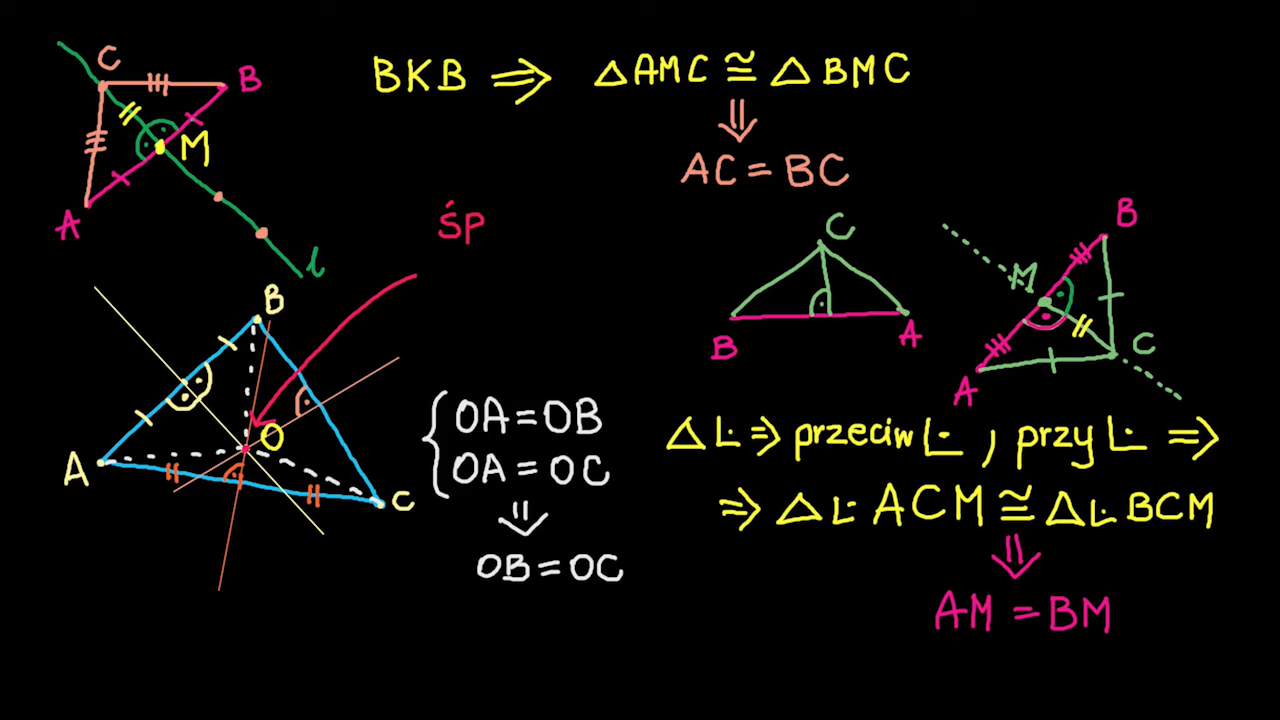 C
B
M
A
l
BKB ⇒ △AMC ≅ △BMC
⇓
AC = BC
ŚP
B
A
C
O
{ OA = OB
OA = OC
⇓
OB = OC
C
B
A
B
M
C
A
△ ⊾ ⇒ przeciw ⊾, przy ⊾ ⇒
⇒ △⊾ ACM ≅ △⊾ BCM
⇓
AM = BM